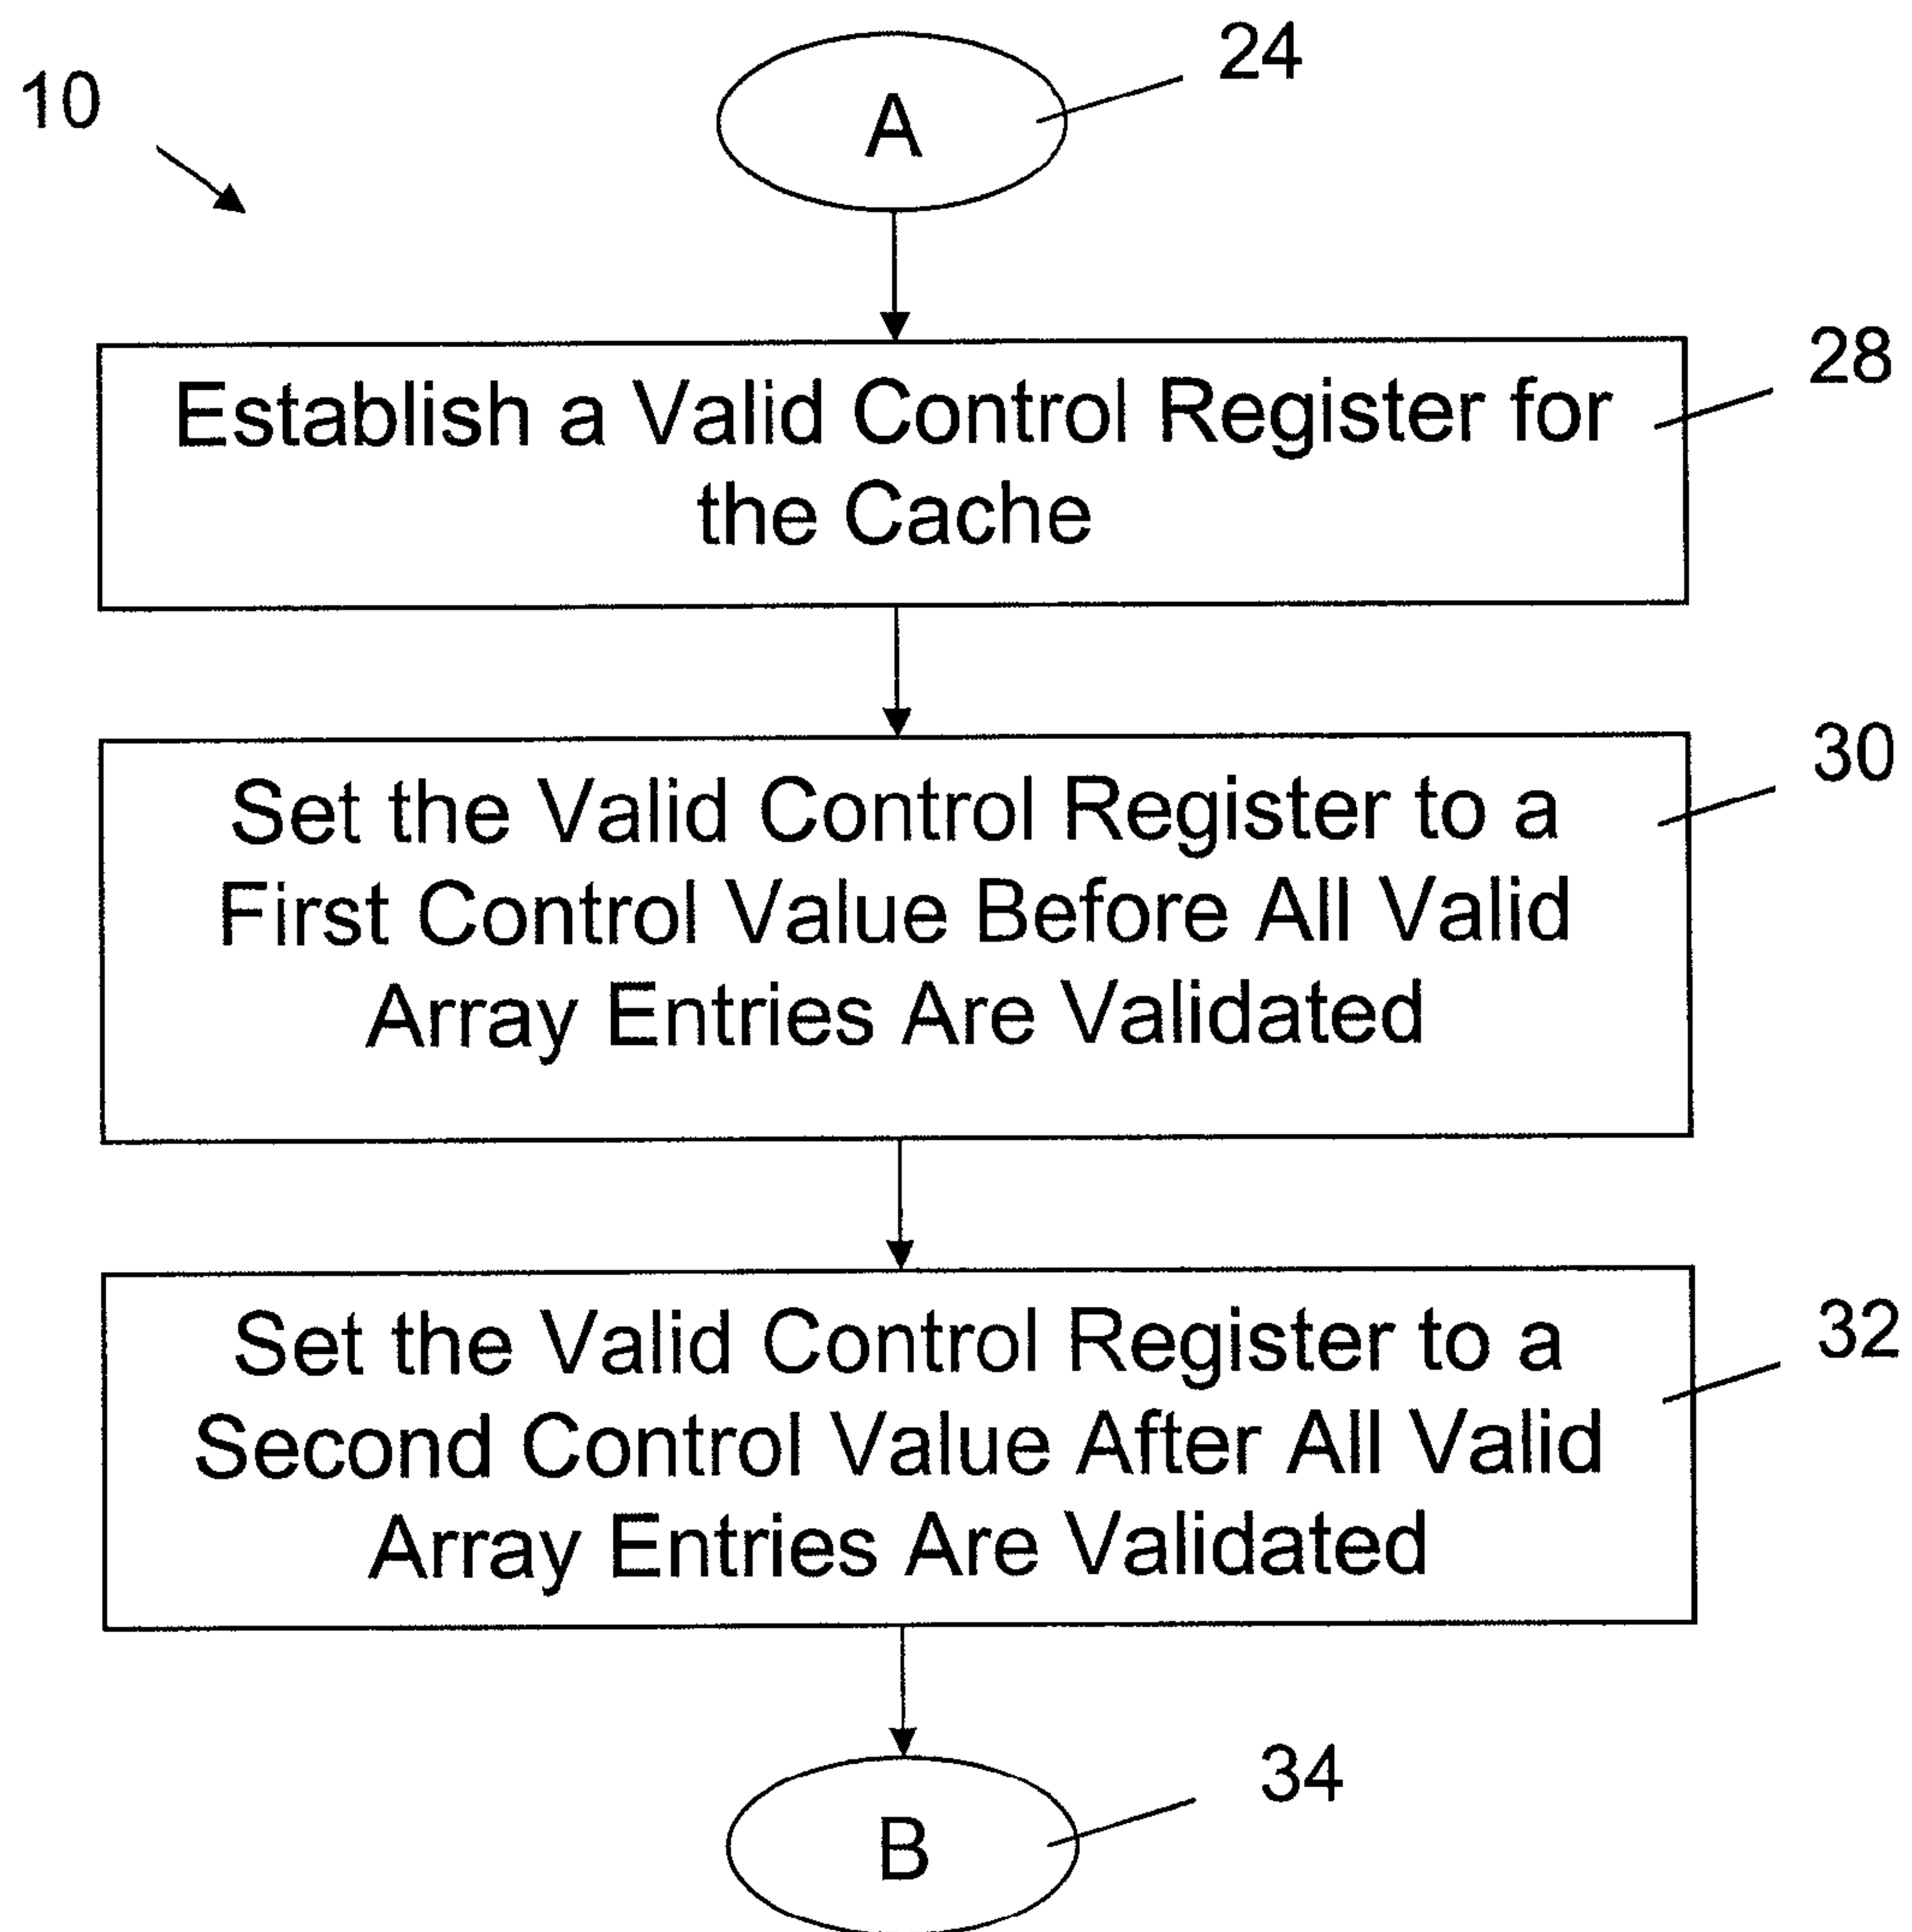 10
A
24
Establish a Valid Control Register for
the Cache
28
Set the Valid Control Register to a
First Control Value Before All Valid
Array Entries Are Validated
30
Set the Valid Control Register to a
Second Control Value After All Valid
Array Entries Are Validated
32
B
34